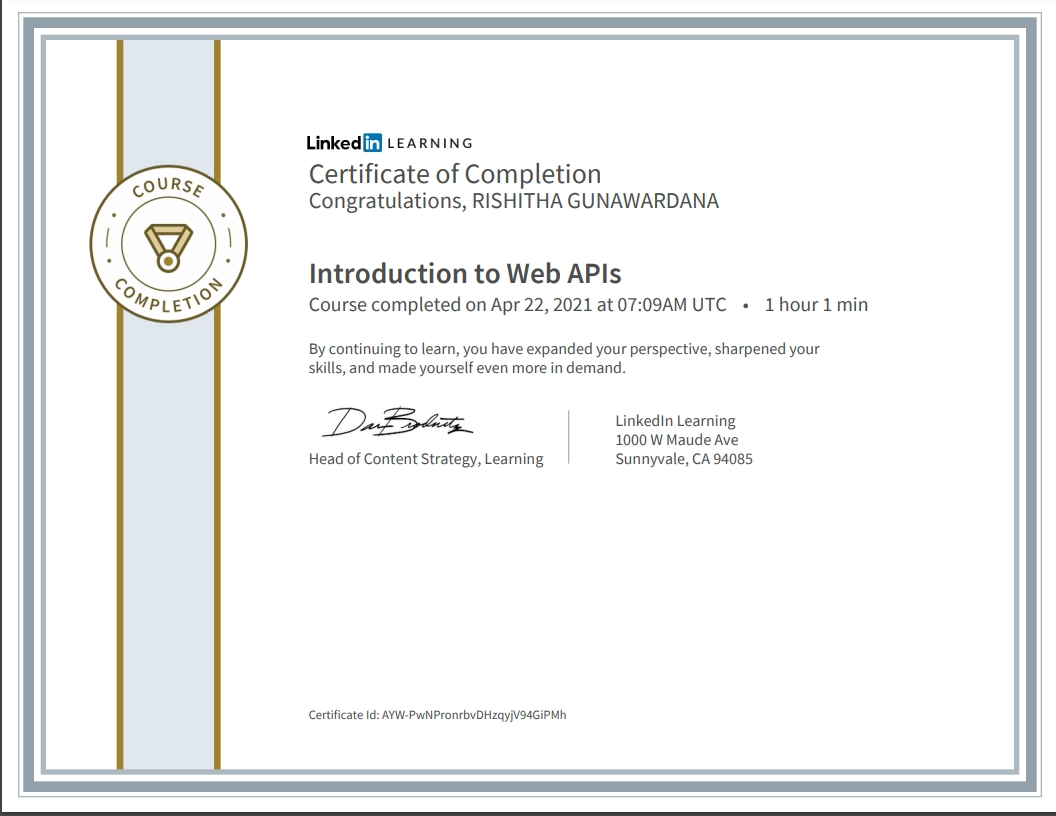 COURSE
COMPLETION
Linked in LEARNING
Certificate of Completion
Congratulations, RISHITHA GUNAWARDANA
Introduction to Web APIs
Course completed on Apr 22, 2021 at 07:09AM UTC • 1 hour 1 min
By continuing to learn, you have expanded your perspective, sharpened your
skills, and made yourself even more in demand.
Head of Content Strategy, Learning
LinkedIn Learning
1000 W Maude Ave
Sunnyvale, CA 94085
Certificate Id: AYW-PwNPronrbvDHzqyjV94GiPMh